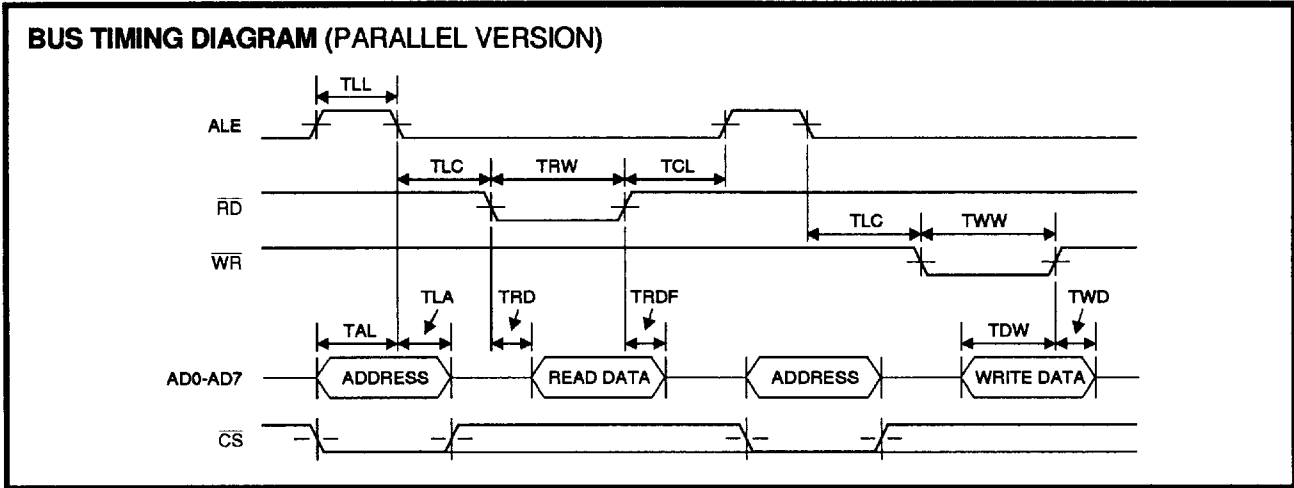 BUS TIMING DIAGRAM (PARALLEL VERSION)
TLL
ALE
TLC TRW TCL
RD
TLC TWW
WR
TLA TRD TRDF TWD
TAL TDW
AD0-AD7 ADDRESS READ DATA ADDRESS WRITE DATA
CS